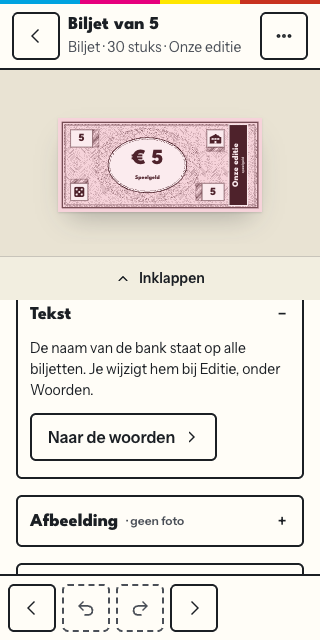 Biljet van 5
Biljet · 30 stuks · Onze editie
5
€ 5
Speelgeld
5
Onze editie
Speelgeld
Inklappen
Tekst
De naam van de bank staat op alle
biljetten. Je wijzigt hem bij Editie, onder
Woorden.
Naar de woorden
Afbeelding · geen foto